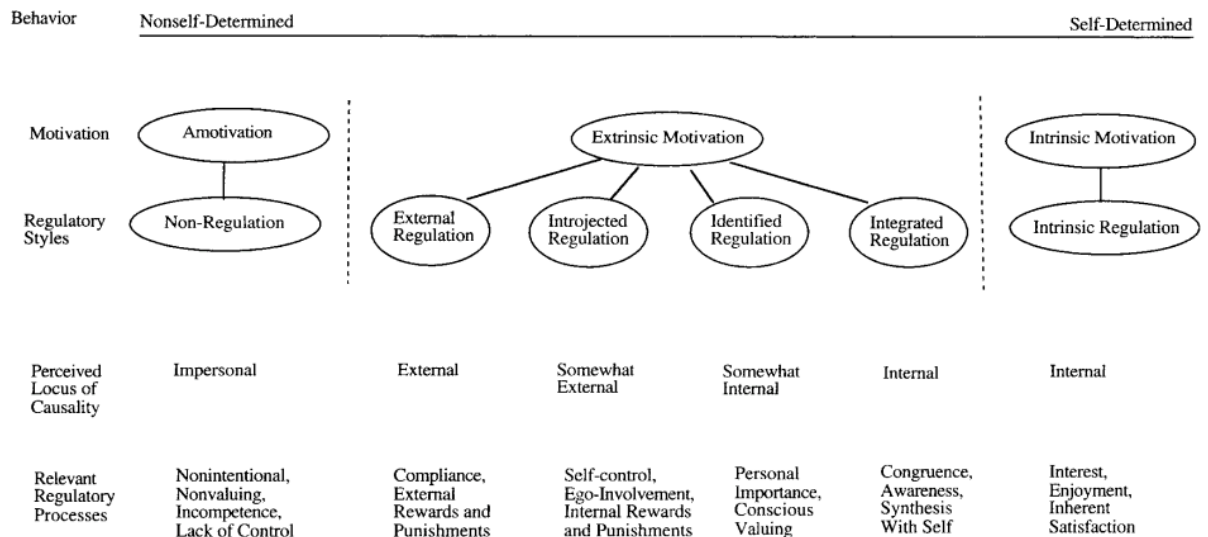 Behavior
Nonself-Determined
Self-Determined
Motivation
Amotivation
Extrinsic Motivation
Intrinsic Motivation
Regulatory
Styles
Non-Regulation
External
Regulation
Introjected
Regulation
Identified
Regulation
Integrated
Regulation
Intrinsic Regulation
Perceived
Locus of
Causality
Impersonal
External
Somewhat
External
Somewhat
Internal
Internal
Internal
Relevant
Regulatory
Processes
Nonintentional,
Nonvaluing,
Incompetence,
Lack of Control
Compliance,
External
Rewards and
Punishments
Self-control,
Ego-Involvement,
Internal Rewards
and Punishments
Personal
Importance,
Conscious
Valuing
Congruence,
Awareness,
Synthesis
With Self
Interest,
Enjoyment,
Inherent
Satisfaction